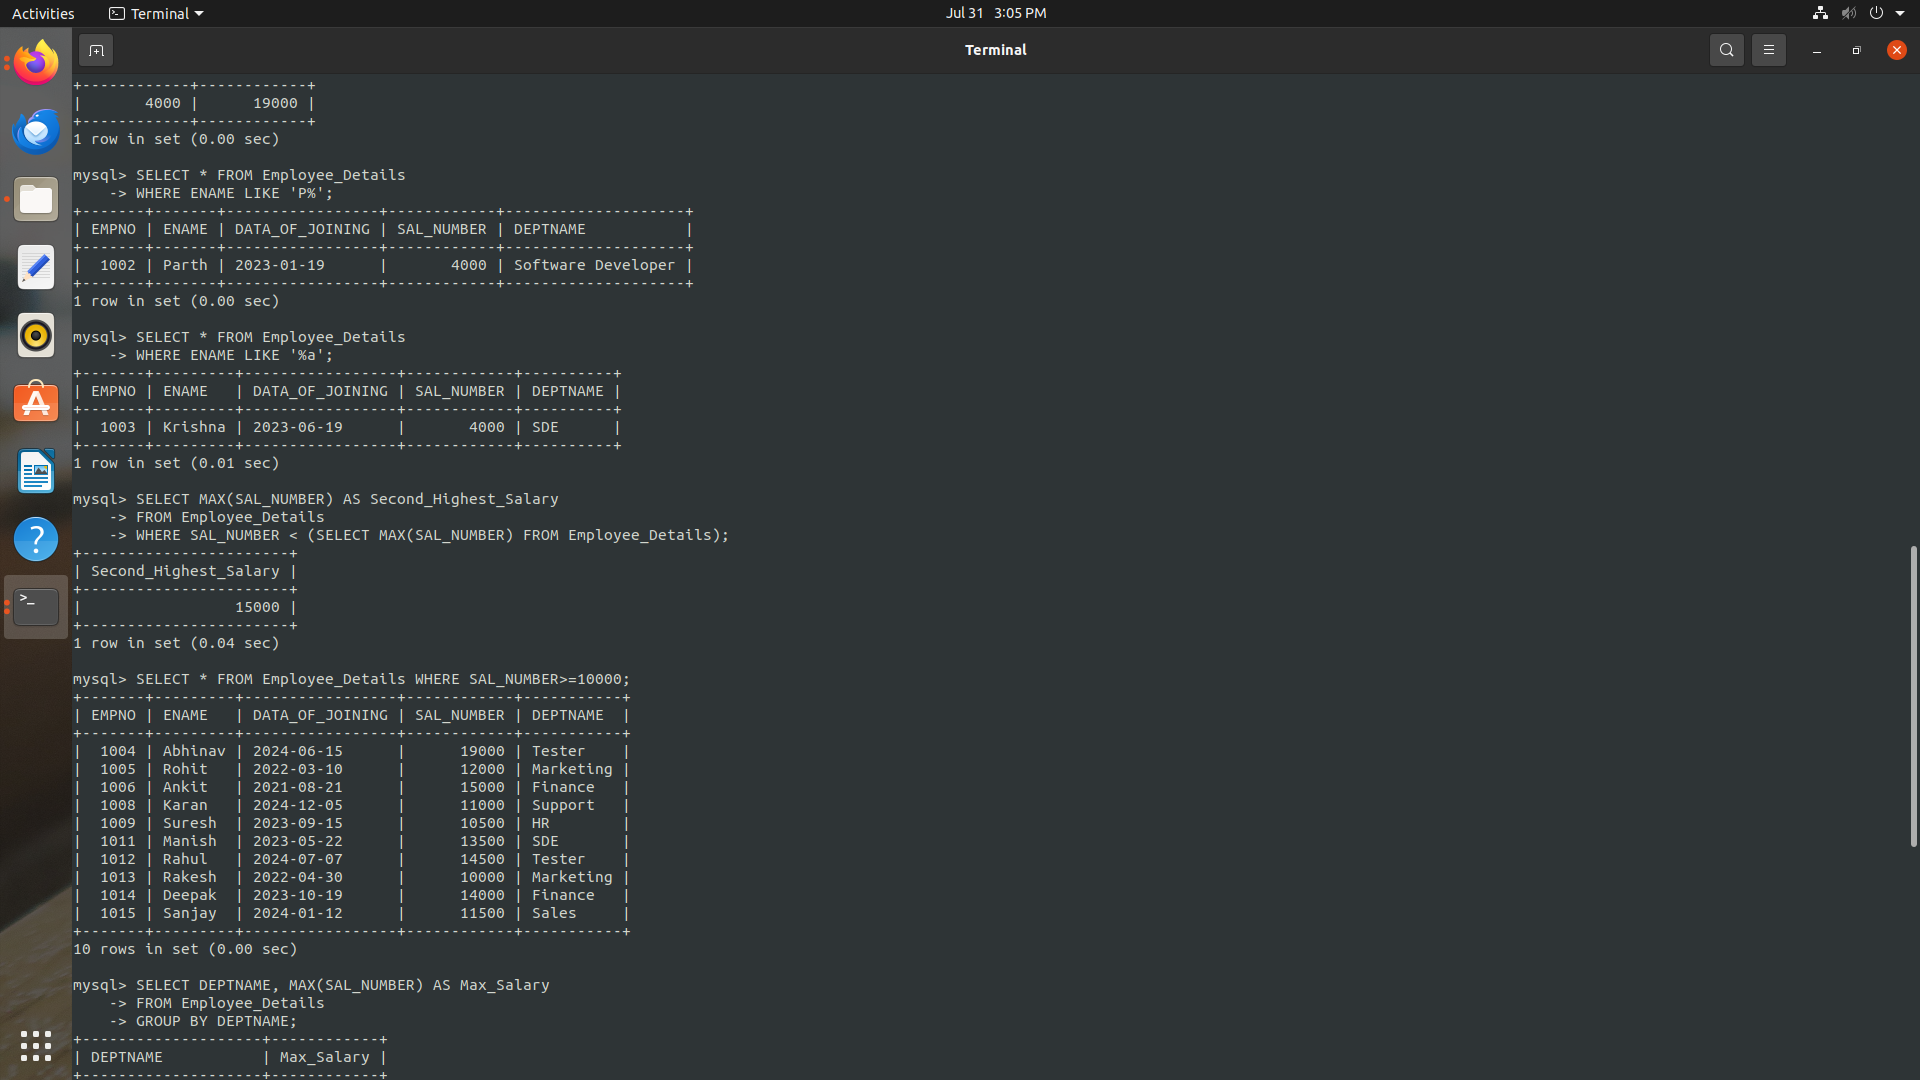 Activities
Terminal
Jul 31 3:05 PM
Terminal
+------------+------------+
|       4000 |      19000 |
+------------+------------+
1 row in set (0.00 sec)
mysql> SELECT * FROM Employee_Details
    -> WHERE ENAME LIKE 'P%';
+-------+-------+-----------------+------------+--------------------+
| EMPNO | ENAME | DATA_OF_JOINING | SAL_NUMBER | DEPTNAME           |
+-------+-------+-----------------+------------+--------------------+
|  1002 | Parth | 2023-01-19      |       4000 | Software Developer |
+-------+-------+-----------------+------------+--------------------+
1 row in set (0.00 sec)
mysql> SELECT * FROM Employee_Details
    -> WHERE ENAME LIKE '%a';
+-------+---------+-----------------+------------+----------+
| EMPNO | ENAME   | DATA_OF_JOINING | SAL_NUMBER | DEPTNAME |
+-------+---------+-----------------+------------+----------+
|  1003 | Krishna | 2023-06-19      |       4000 | SDE      |
+-------+---------+-----------------+------------+----------+
1 row in set (0.01 sec)
mysql> SELECT MAX(SAL_NUMBER) AS Second_Highest_Salary
    -> FROM Employee_Details
    -> WHERE SAL_NUMBER < (SELECT MAX(SAL_NUMBER) FROM Employee_Details);
+-----------------------+
| Second_Highest_Salary |
+-----------------------+
|                 15000 |
+-----------------------+
1 row in set (0.04 sec)
mysql> SELECT * FROM Employee_Details WHERE SAL_NUMBER>=10000;
+-------+---------+-----------------+------------+-----------+
| EMPNO | ENAME   | DATA_OF_JOINING | SAL_NUMBER | DEPTNAME  |
+-------+---------+-----------------+------------+-----------+
|  1004 | Abhinav | 2024-06-15      |      19000 | Tester    |
|  1005 | Rohit   | 2022-03-10      |      12000 | Marketing |
|  1006 | Ankit   | 2021-08-21      |      15000 | Finance   |
|  1008 | Karan   | 2024-12-05      |      11000 | Support   |
|  1009 | Suresh  | 2023-09-15      |      10500 | HR        |
|  1011 | Manish  | 2023-05-22      |      13500 | SDE       |
|  1012 | Rahul   | 2024-07-07      |      14500 | Tester    |
|  1013 | Rakesh  | 2022-04-30      |      10000 | Marketing |
|  1014 | Deepak  | 2023-10-19      |      14000 | Finance   |
|  1015 | Sanjay  | 2024-01-12      |      11500 | Sales     |
+-------+---------+-----------------+------------+-----------+
10 rows in set (0.00 sec)
mysql> SELECT DEPTNAME, MAX(SAL_NUMBER) AS Max_Salary
    -> FROM Employee_Details
    -> GROUP BY DEPTNAME;
+--------------------+------------+
| DEPTNAME           | Max_Salary |
+--------------------+------------+